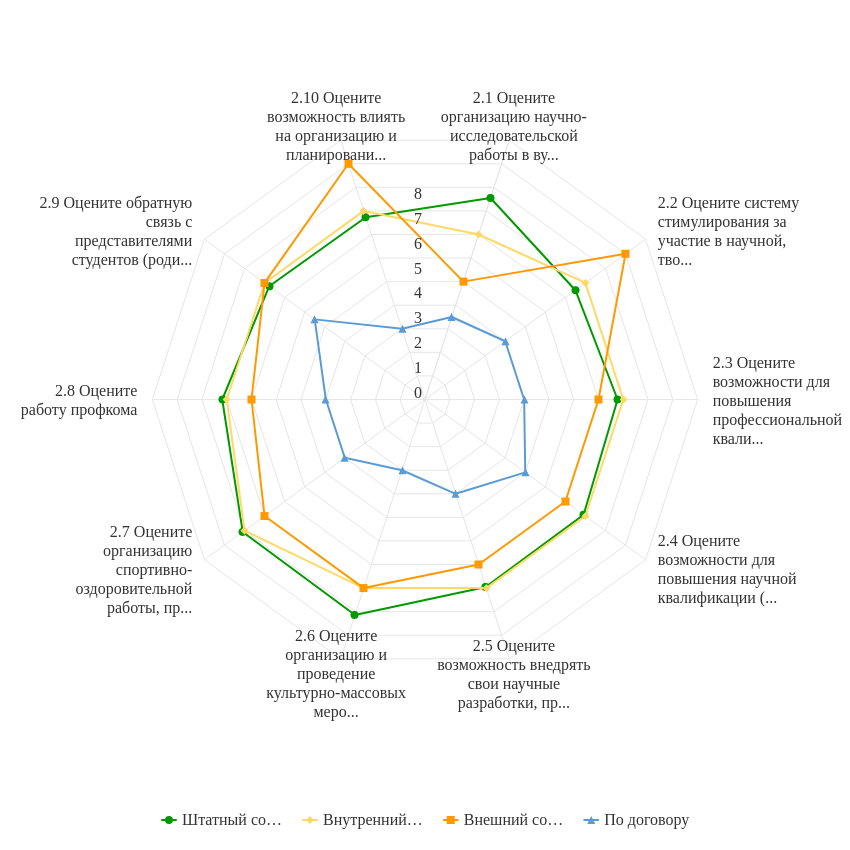 2.10 Оцените
возможность влиять
на организацию и
планировани...
2.1 Оцените
организацию научно-
исследовательской
работы в ву...
2.9 Оцените обратную
связь с
представителями
студентов (роди...
2.2 Оцените систему
стимулирования за
участие в научной,
тво...
8
7
6
5
4
3
2
1
0
2.8 Оцените
работу профкома
2.3 Оцените
возможности для
повышения
профессиональной
квали...
2.7 Оцените
организацию
спортивно-
оздоровительной
работы, пр...
2.4 Оцените
возможности для
повышения научной
квалификации (...
2.6 Оцените
организацию и
проведение
культурно-массовых
меро...
2.5 Оцените
возможность внедрять
свои научные
разработки, пр...
Штатный со… Внутренний… Внешний со… По договору